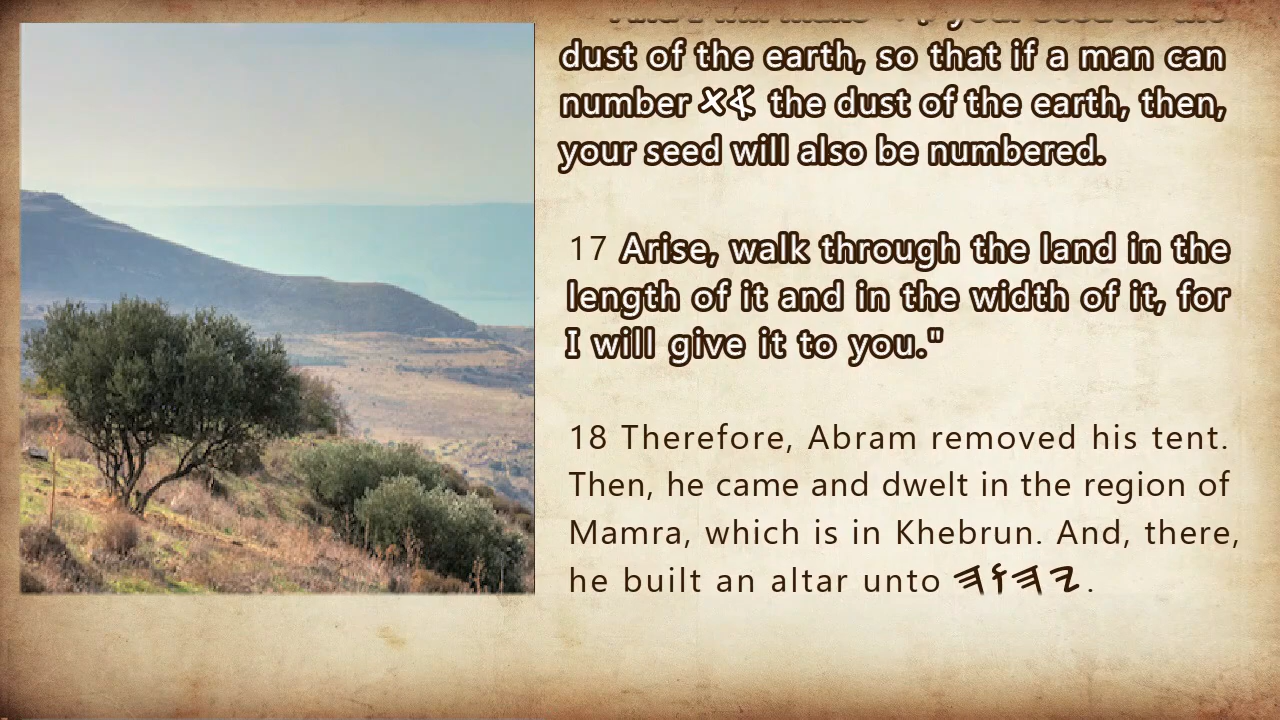 dust of the earth, so that if a man can
number 𐤀𐤕 the dust of the earth, then,
your seed will also be numbered.
17 Arise, walk through the land in the
length of it and in the width of it, for
I will give it to you."
18 Therefore, Abram removed his tent.
Then, he came and dwelt in the region of
Mamra, which is in Khebrun. And, there,
he built an altar unto 𐤉𐤄𐤅𐤄.